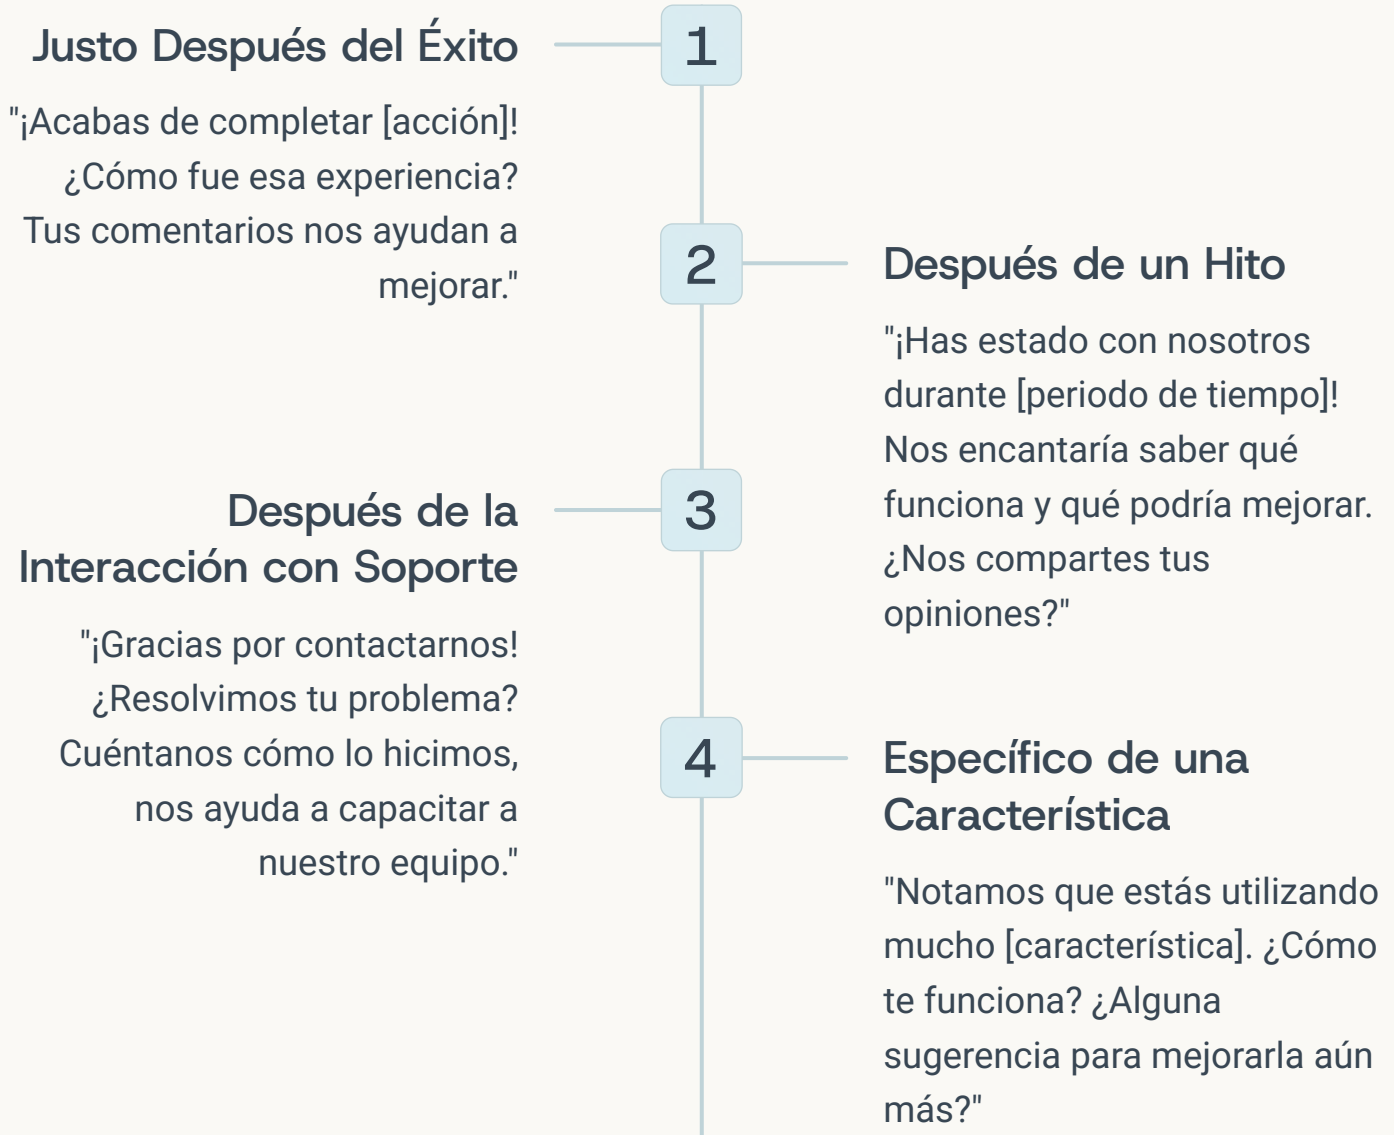 1
Justo Después del Éxito
"¡Acabas de completar [acción]!
¿Cómo fue esa experiencia?
Tus comentarios nos ayudan a
mejorar."
2
Después de un Hito
"¡Has estado con nosotros
durante [periodo de tiempo]!
Nos encantaría saber qué
funciona y qué podría mejorar.
¿Nos compartes tus
opiniones?"
3
Después de la
Interacción con Soporte
"¡Gracias por contactarnos!
¿Resolvimos tu problema?
Cuéntanos cómo lo hicimos,
nos ayuda a capacitar a
nuestro equipo."
4
Específico de una
Característica
"Notamos que estás utilizando
mucho [característica]. ¿Cómo
te funciona? ¿Alguna
sugerencia para mejorarla aún
más?"